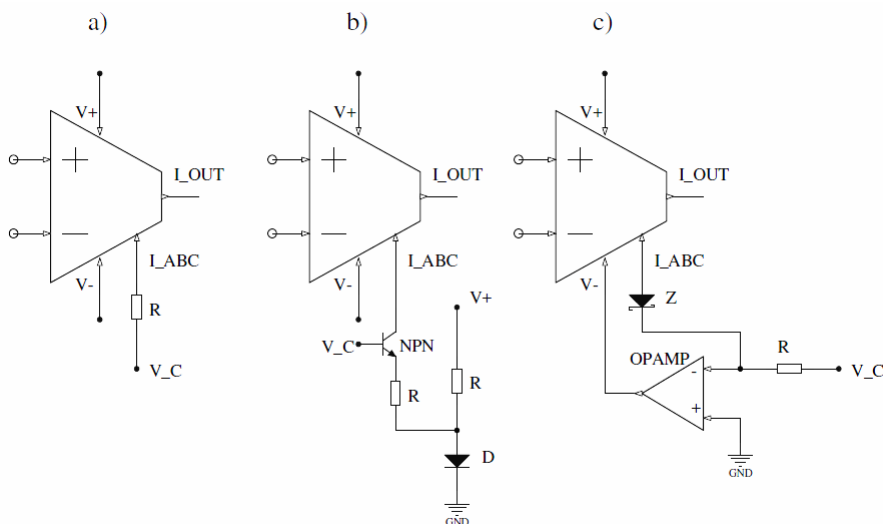 a)
V+
+
−
I_OUT
I_ABC
V-
R
V_C
b)
V+
+
−
I_OUT
I_ABC
V-
V+
V_C
NPN
R
R
D
GND
c)
V+
+
−
I_OUT
I_ABC
V-
Z
OPAMP
R
-
V_C
+
GND